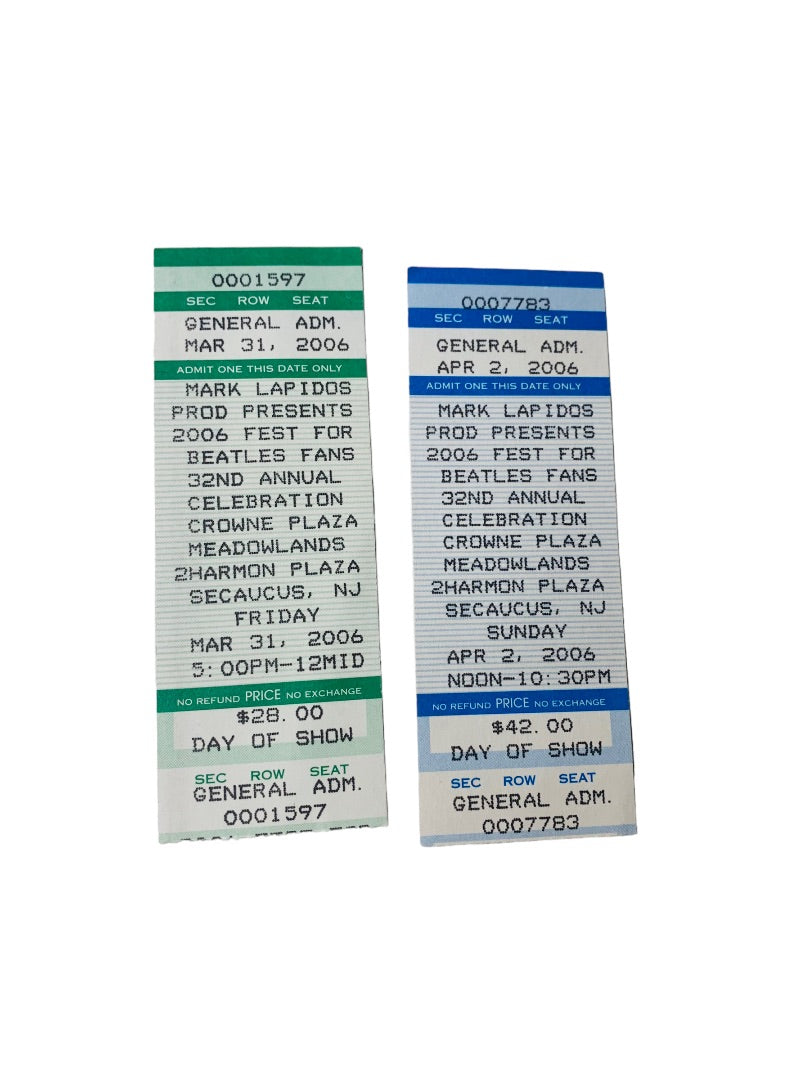 0001597
SEC ROW SEAT
GENERAL ADM.
MAR 31, 2006
ADMIT ONE THIS DATE ONLY
MARK LAPIDOS
PROD PRESENTS
2006 FEST FOR
BEATLES FANS
32ND ANNUAL
CELEBRATION
CROWNE PLAZA
MEADOWLANDS
2HARMON PLAZA
SECAUCUS, NJ
FRIDAY
MAR 31, 2006
5:00PM-12MID
NO REFUND PRICE NO EXCHANGE
$28.00
DAY OF SHOW
SEC ROW SEAT
GENERAL ADM.
0001597
0007783
SEC ROW SEAT
GENERAL ADM.
APR 2, 2006
ADMIT ONE THIS DATE ONLY
MARK LAPIDOS
PROD PRESENTS
2006 FEST FOR
BEATLES FANS
32ND ANNUAL
CELEBRATION
CROWNE PLAZA
MEADOWLANDS
2HARMON PLAZA
SECAUCUS, NJ
SUNDAY
APR 2, 2006
NOON-10:30PM
NO REFUND PRICE NO EXCHANGE
$42.00
DAY OF SHOW
SEC ROW SEAT
GENERAL ADM.
0007783